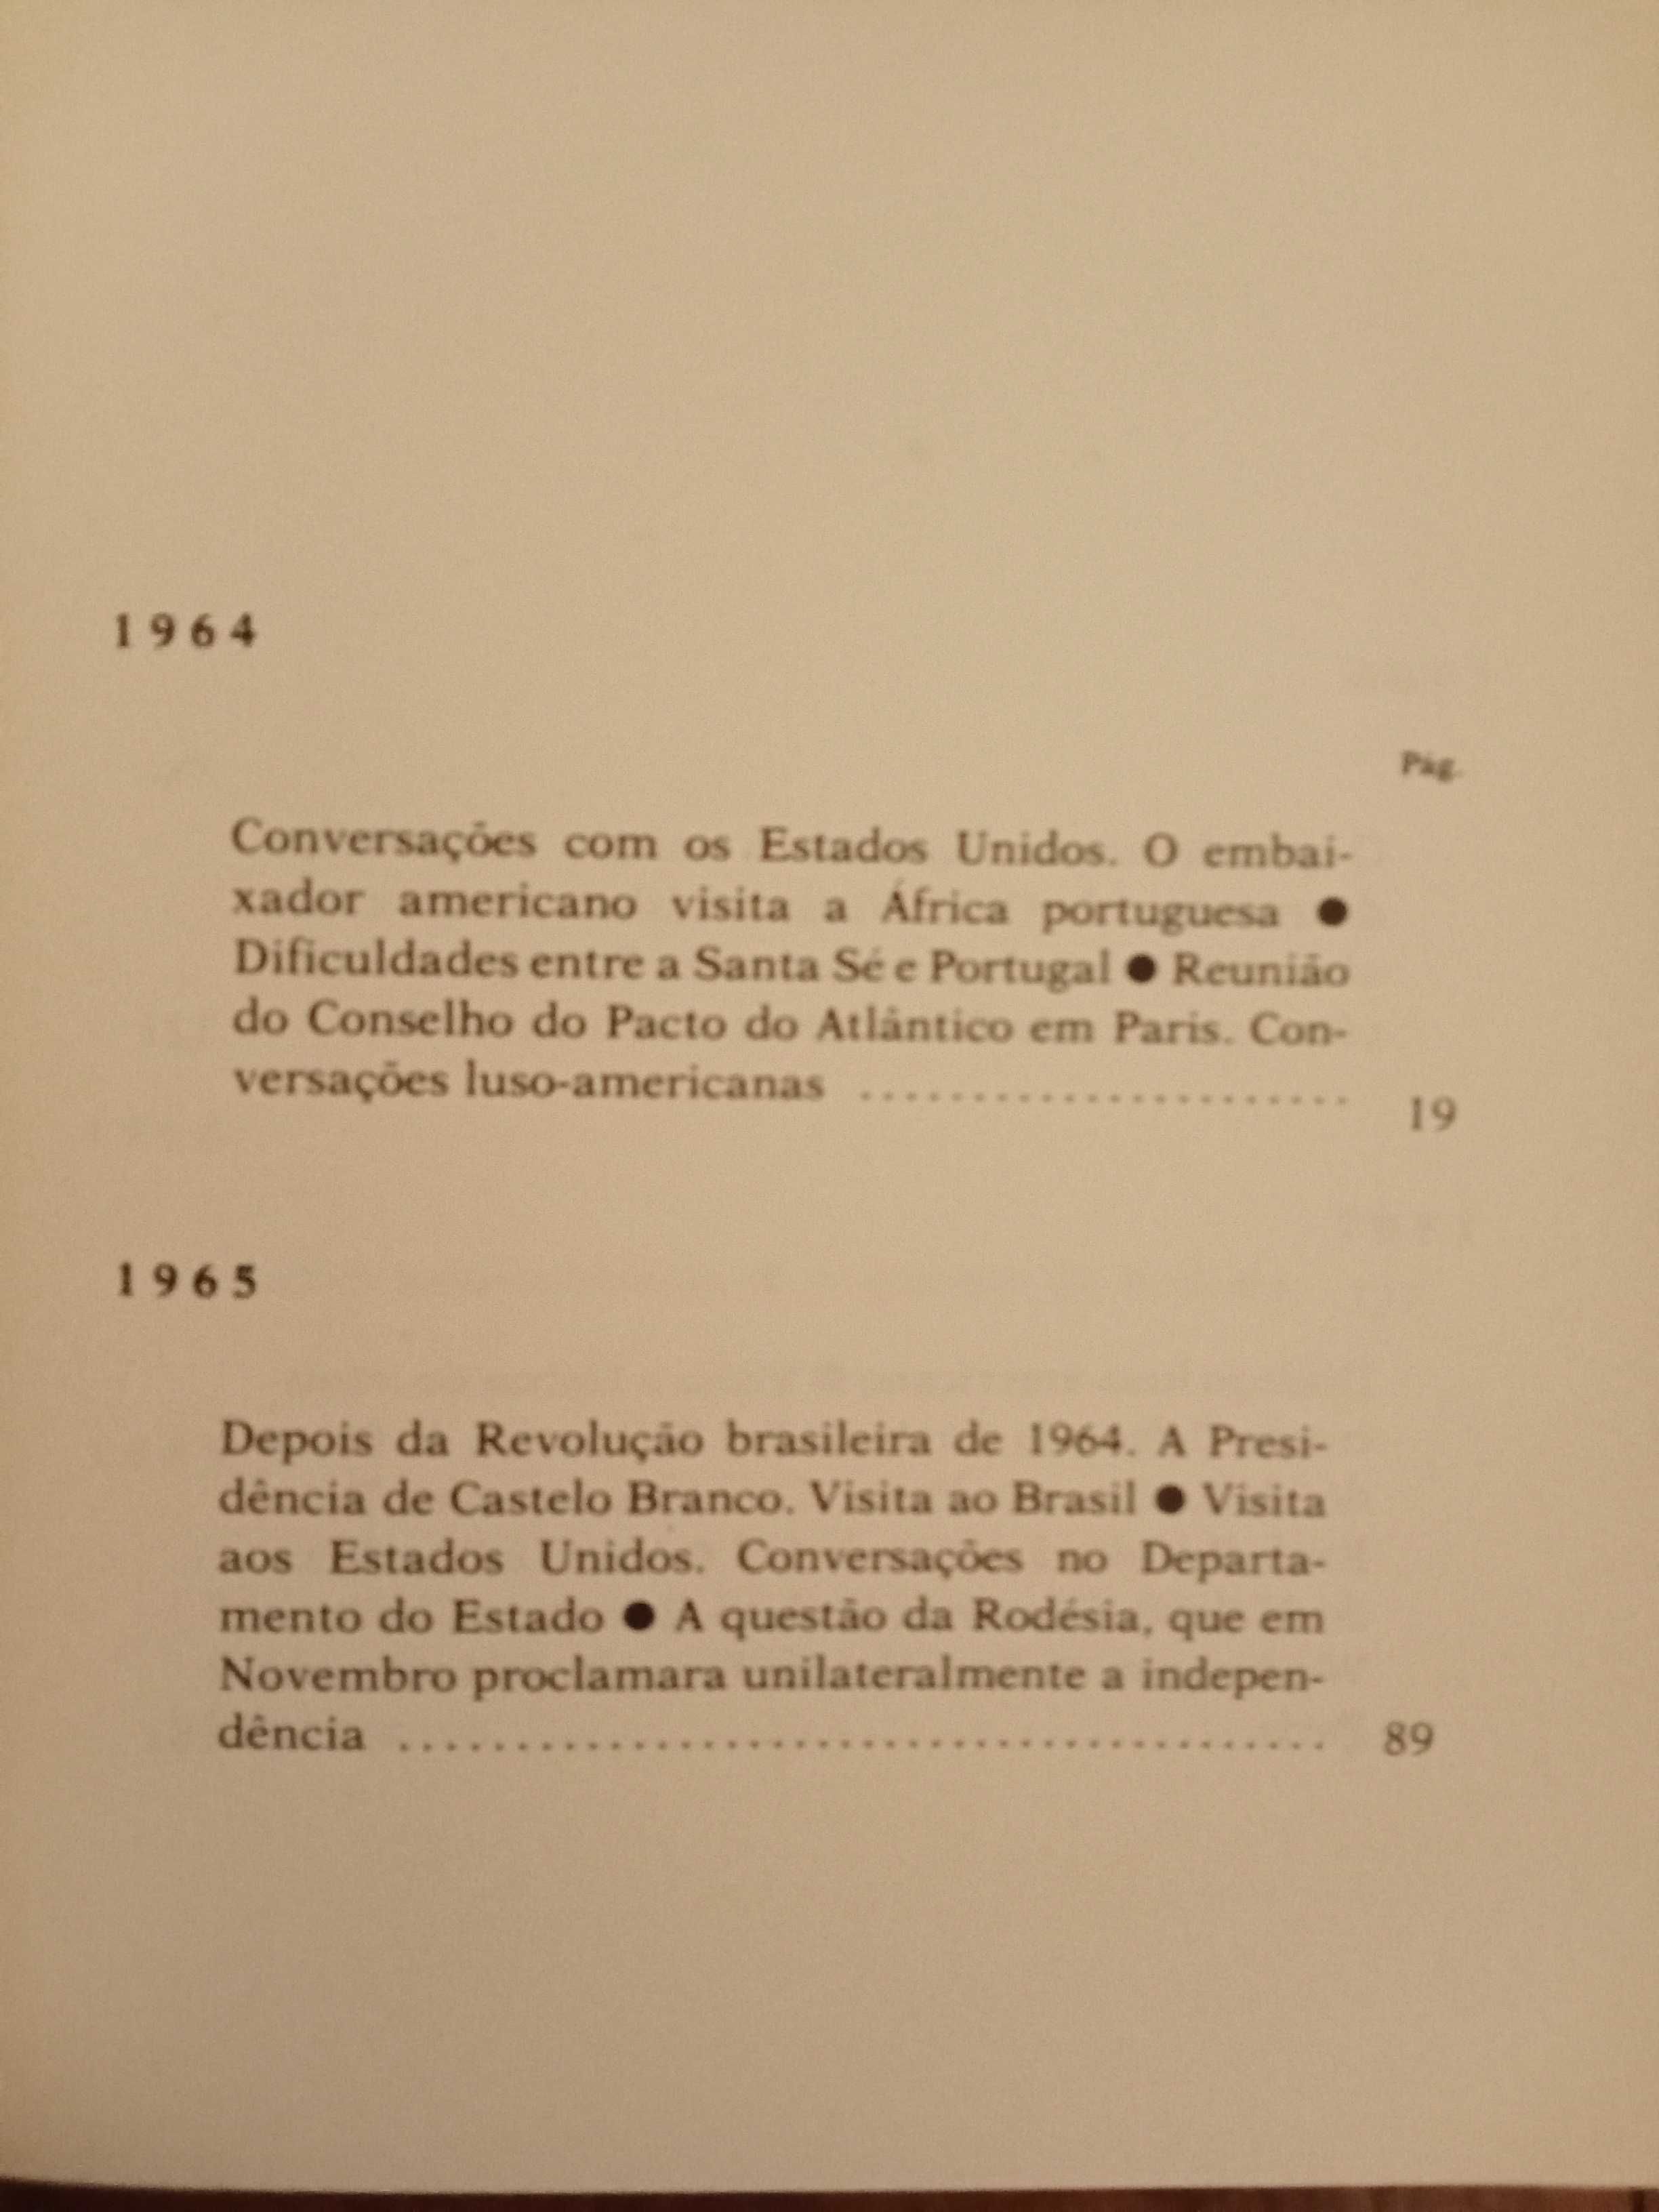 1964
Pág.
Conversações com os Estados Unidos. O embai-
xador americano visita a África portuguesa ●
Dificuldades entre a Santa Sé e Portugal ● Reunião
do Conselho do Pacto do Atlântico em Paris. Con-
versações luso-americanas ........................ 19
1965
Depois da Revolução brasileira de 1964. A Presi-
dência de Castelo Branco. Visita ao Brasil ● Visita
aos Estados Unidos. Conversações no Departa-
mento do Estado ● A questão da Rodésia, que em
Novembro proclamara unilateralmente a indepen-
dência ............................................. 89